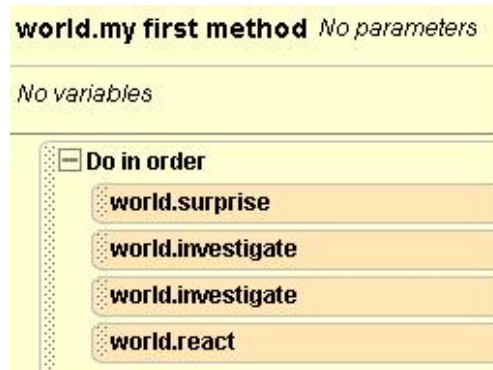 world.my first method No parameters
No variables
Do in order
world.surprise
world.investigate
world.investigate
world.react